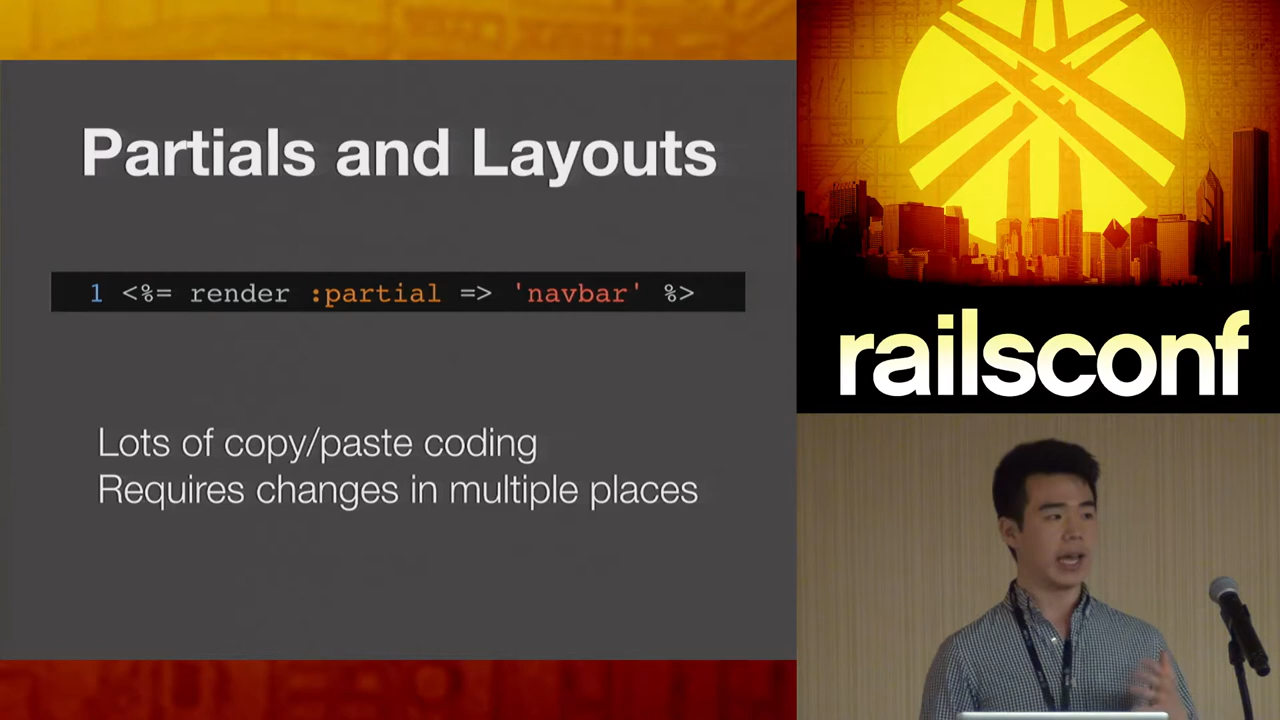 Partials and Layouts
1 <%= render :partial => 'navbar' %>
Lots of copy/paste coding
Requires changes in multiple places
railsconf